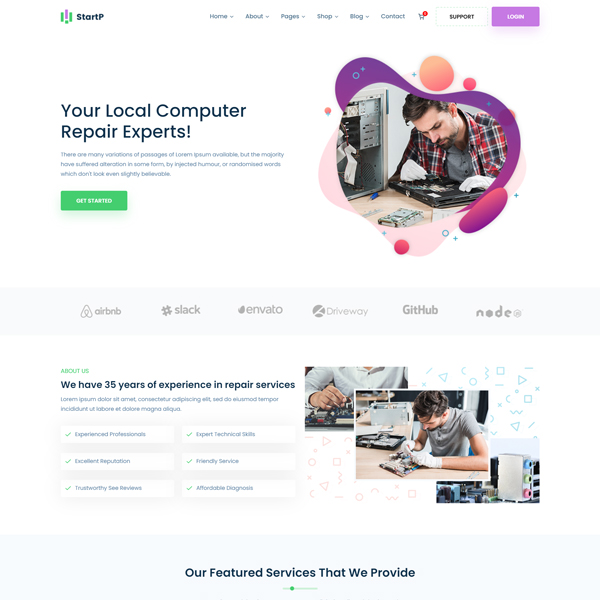 StartP
Home About Pages Shop Blog Contact 1 SUPPORT LOGIN
Your Local Computer
Repair Experts!
There are many variations of passages of Lorem Ipsum available, but the majority
have suffered alteration in some form, by injected humour, or randomised words
which don't look even slightly believable.
GET STARTED
airbnb slack envato Driveway GitHub node JS
ABOUT US
We have 35 years of experience in repair services
Lorem ipsum dolor sit amet, consectetur adipiscing elit, sed do eiusmod tempor
incididunt ut labore et dolore magna aliqua.
Experienced Professionals Expert Technical Skills
Excellent Reputation Friendly Service
Trustworthy See Reviews Affordable Diagnosis
Our Featured Services That We Provide